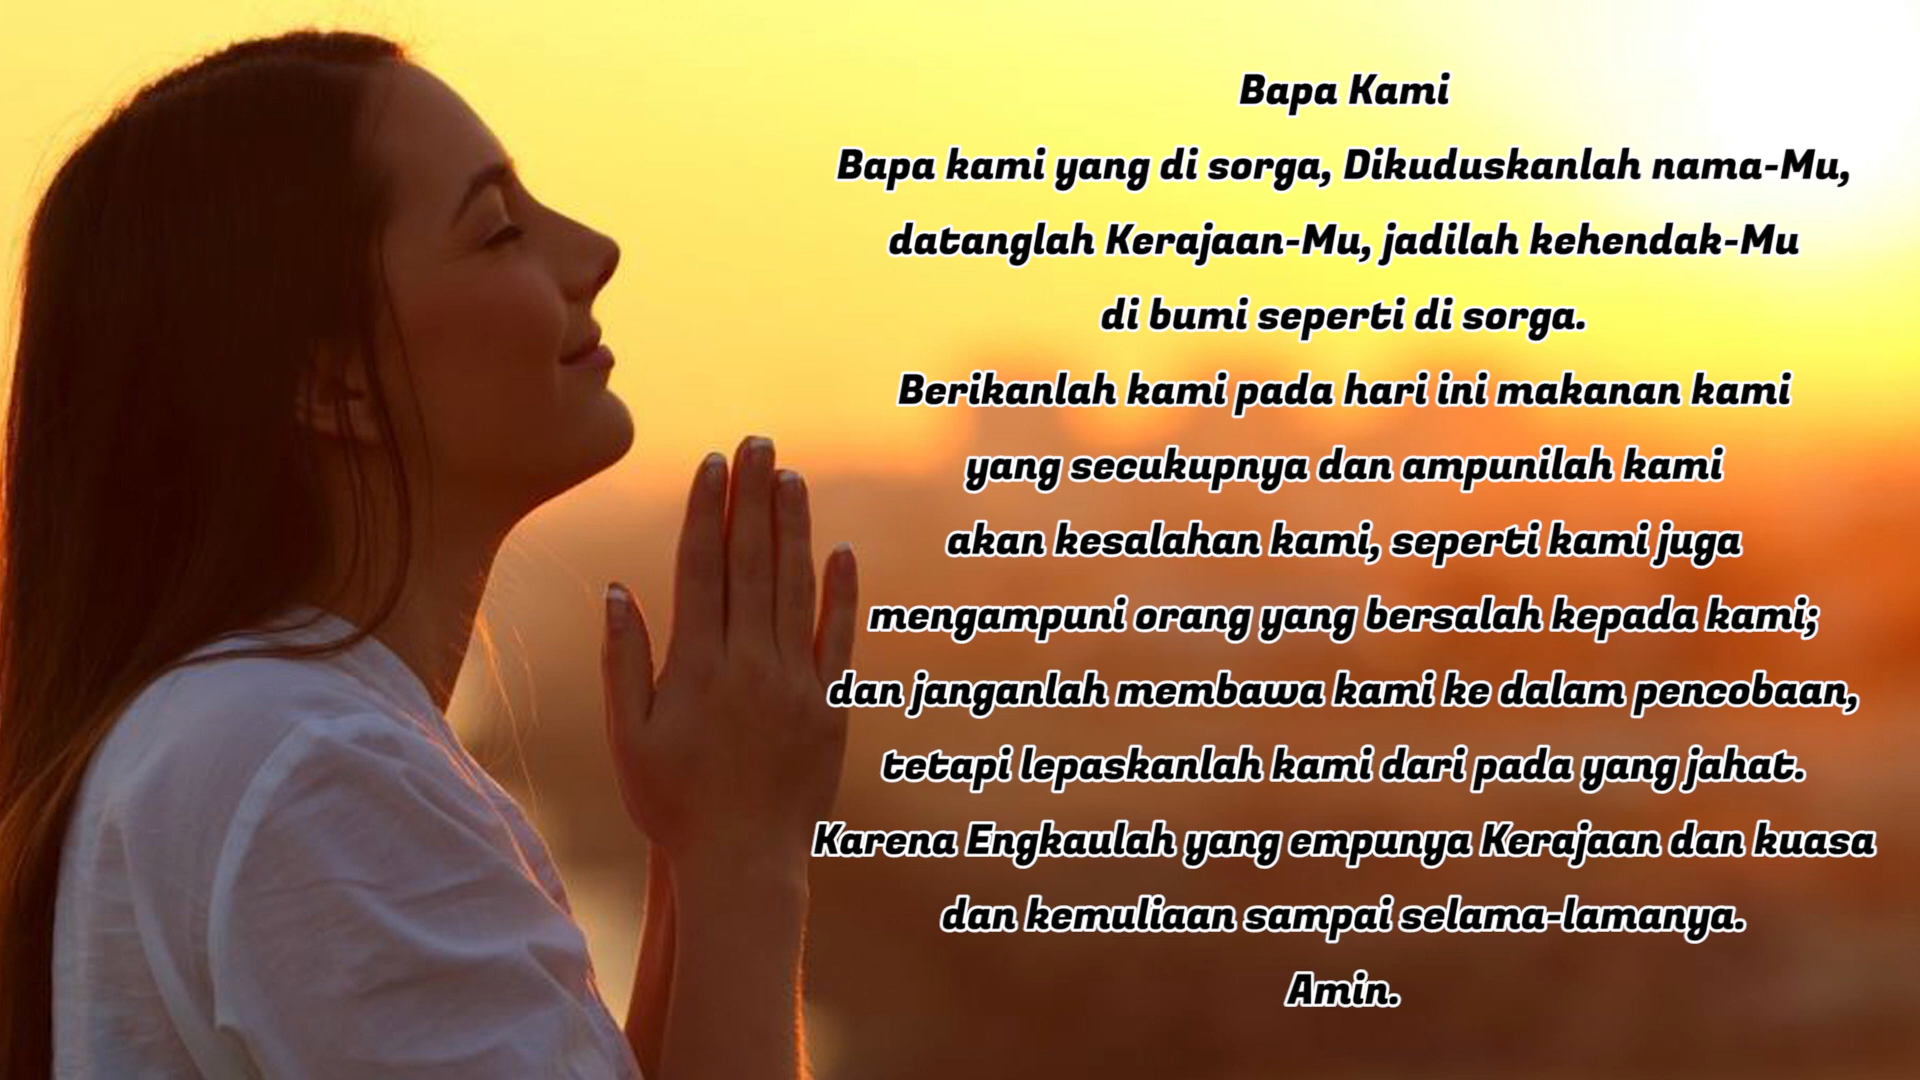 Bapa Kami
Bapa kami yang di sorga, Dikuduskanlah nama-Mu,
datanglah Kerajaan-Mu, jadilah kehendak-Mu
di bumi seperti di sorga.
Berikanlah kami pada hari ini makanan kami
yang secukupnya dan ampunilah kami
akan kesalahan kami, seperti kami juga
mengampuni orang yang bersalah kepada kami;
dan janganlah membawa kami ke dalam pencobaan,
tetapi lepaskanlah kami dari pada yang jahat.
Karena Engkaulah yang empunya Kerajaan dan kuasa
dan kemuliaan sampai selama-lamanya.
Amin.